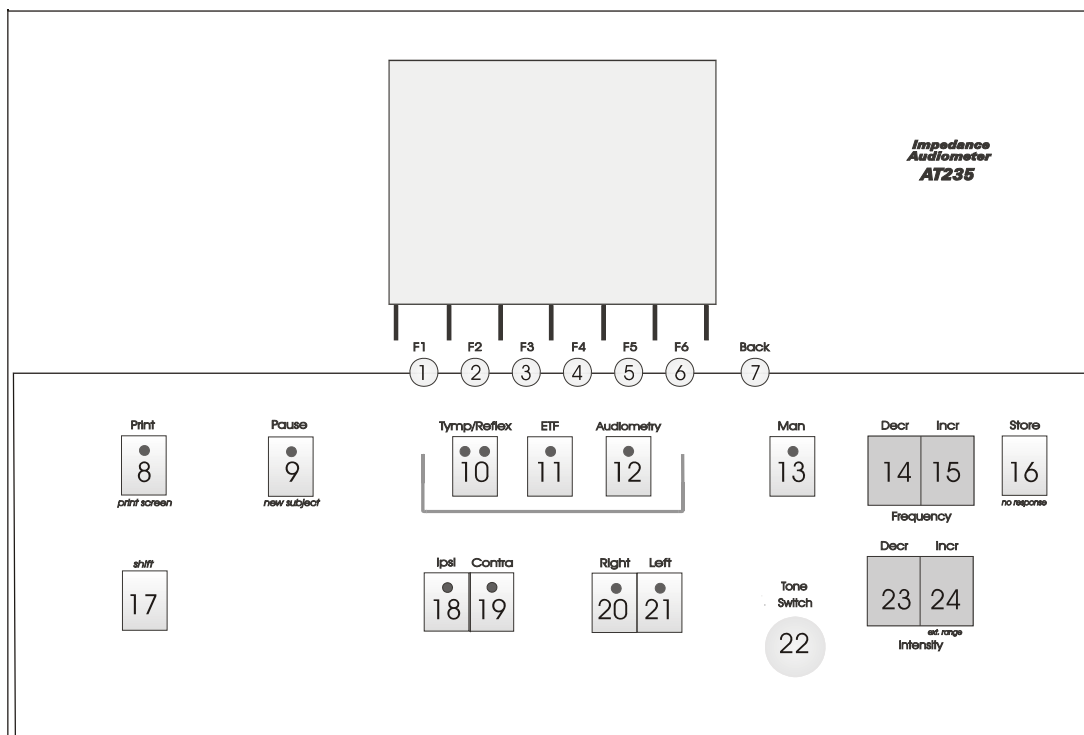 Impedance
Audiometer
AT235
F1 F2 F3 F4 F5 F6 Back
1 2 3 4 5 6 7
Print Pause Tymp/Reflex ETF Audiometry Man Decr Incr Store
8 9 10 11 12 13 14 15 16
print screen new subject no response
Frequency
shift Ipsi Contra Right Left Tone Switch Decr Incr
17 18 19 20 21 22 23 24
ext. range
Intensity